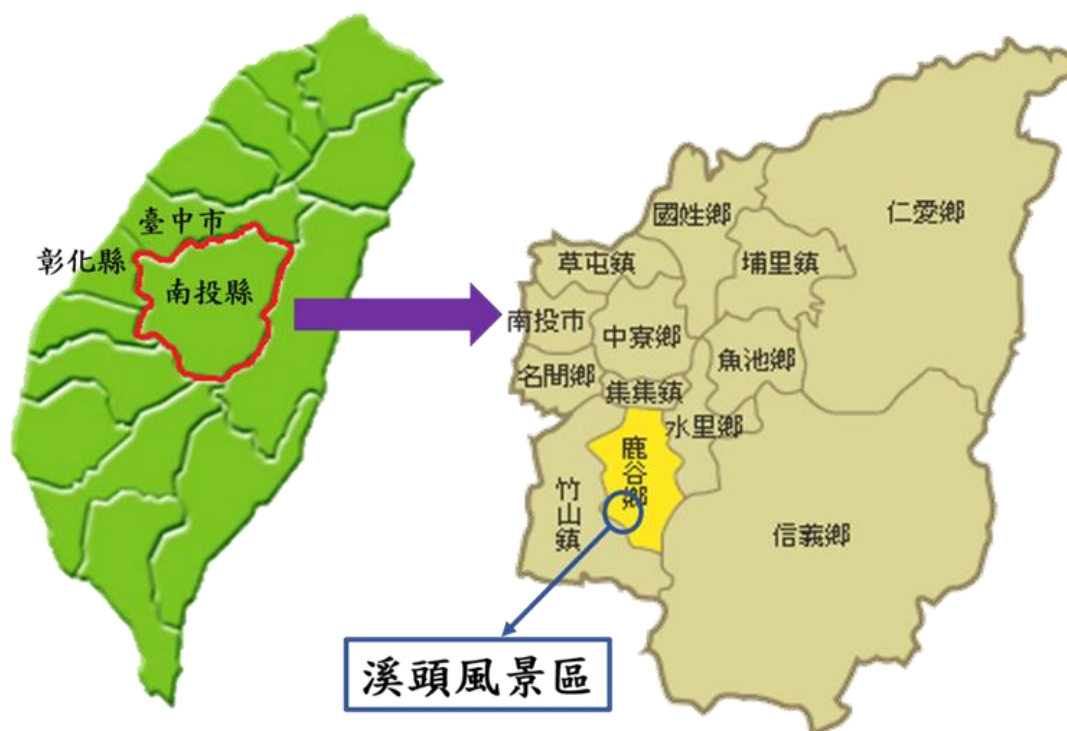 臺中市
彰化縣
南投縣
仁愛鄉
國姓鄉
草屯鎮
埔里鎮
南投市
中寮鄉
魚池鄉
名間鄉
集集鎮
水里鄉
鹿谷鄉
竹山鎮
信義鄉
溪頭風景區